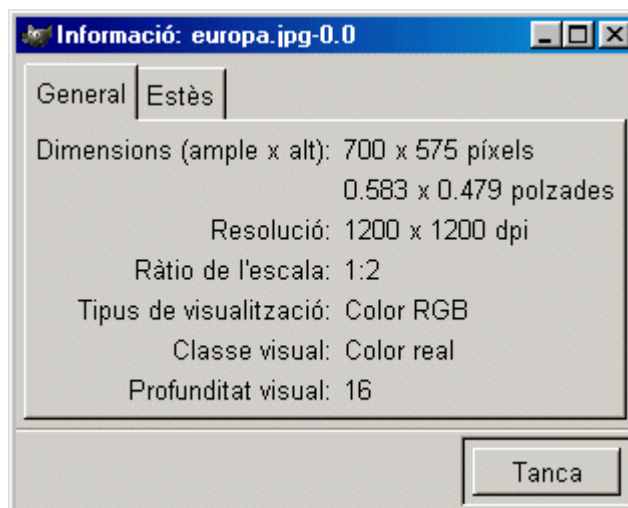 Informació: europa.jpg-0.0
General Estès
Dimensions (ample x alt): 700 x 575 píxels
0.583 x 0.479 polzades
Resolució: 1200 x 1200 dpi
Ràtio de l'escala: 1:2
Tipus de visualització: Color RGB
Classe visual: Color real
Profunditat visual: 16
Tanca